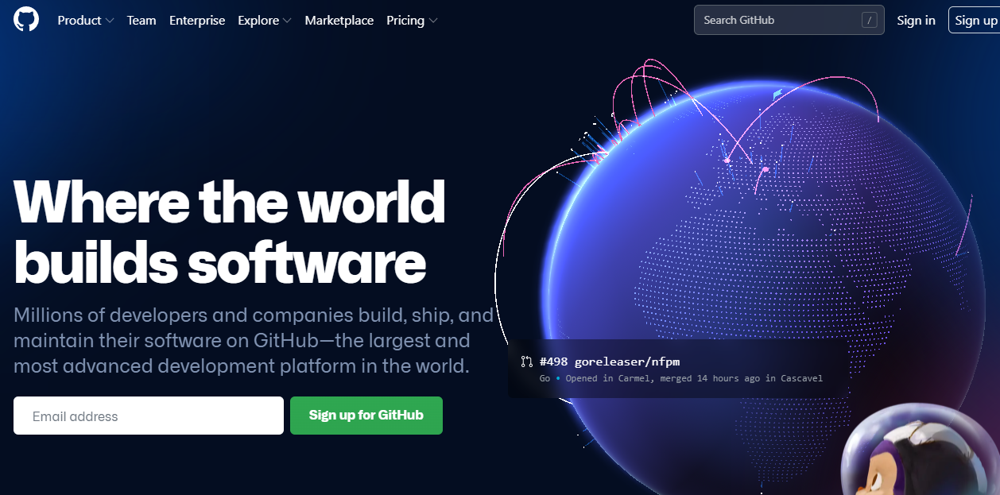 Product Team Enterprise Explore Marketplace Pricing Search GitHub / Sign in Sign up
Where the world
builds software
Millions of developers and companies build, ship, and
maintain their software on GitHub—the largest and
most advanced development platform in the world.
#498 goreleaser/nfpm
Go • Opened in Carmel, merged 14 hours ago in Cascavel
Email address Sign up for GitHub